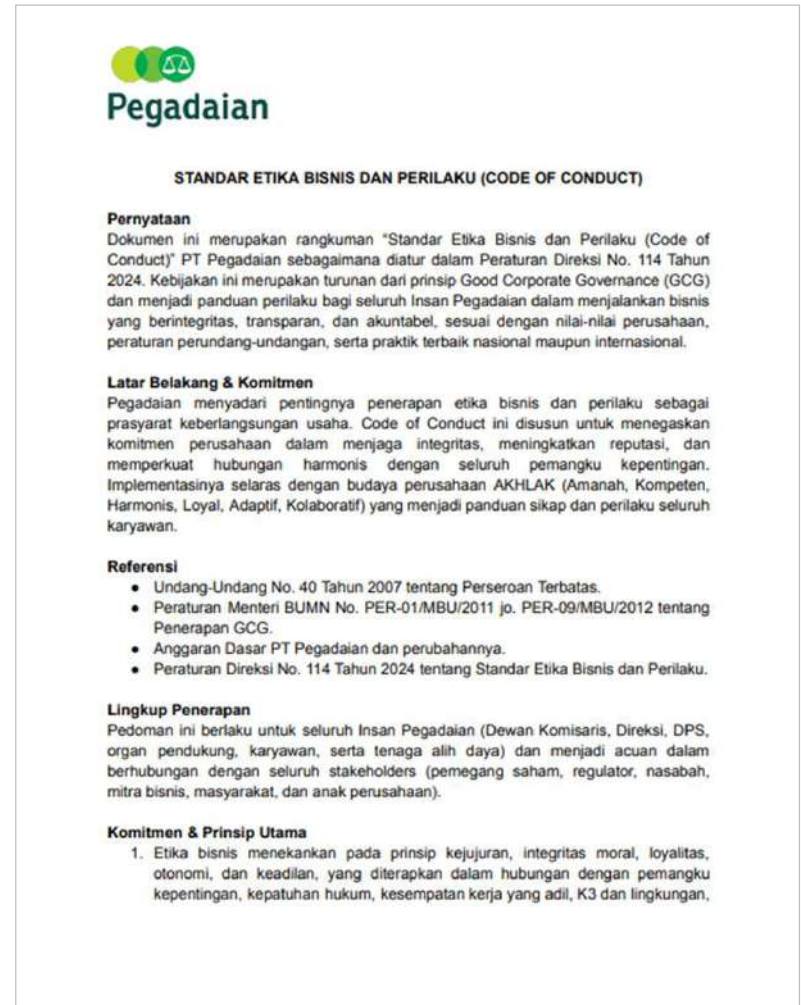 Pegadaian
STANDAR ETIKA BISNIS DAN PERILAKU (CODE OF CONDUCT)
Pernyataan
Dokumen ini merupakan rangkuman “Standar Etika Bisnis dan Perilaku (Code of
Conduct)” PT Pegadaian sebagaimana diatur dalam Peraturan Direksi No. 114 Tahun
2024. Kebijakan ini merupakan turunan dari prinsip Good Corporate Governance (GCG)
dan menjadi panduan perilaku bagi seluruh Insan Pegadaian dalam menjalankan bisnis
yang berintegritas, transparan, dan akuntabel, sesuai dengan nilai-nilai perusahaan,
peraturan perundang-undangan, serta praktik terbaik nasional maupun internasional.
Latar Belakang & Komitmen
Pegadaian menyadari pentingnya penerapan etika bisnis dan perilaku sebagai
prasyarat keberlangsungan usaha. Code of Conduct ini disusun untuk menegaskan
komitmen perusahaan dalam menjaga integritas, meningkatkan reputasi, dan
memperkuat hubungan harmonis dengan seluruh pemangku kepentingan.
Implementasinya selaras dengan budaya perusahaan AKHLAK (Amanah, Kompeten,
Harmonis, Loyal, Adaptif, Kolaboratif) yang menjadi panduan sikap dan perilaku seluruh
karyawan.
Referensi
● Undang-Undang No. 40 Tahun 2007 tentang Perseroan Terbatas.
● Peraturan Menteri BUMN No. PER-01/MBU/2011 jo. PER-09/MBU/2012 tentang
Penerapan GCG.
● Anggaran Dasar PT Pegadaian dan perubahannya.
● Peraturan Direksi No. 114 Tahun 2024 tentang Standar Etika Bisnis dan Perilaku.
Lingkup Penerapan
Pedoman ini berlaku untuk seluruh Insan Pegadaian (Dewan Komisaris, Direksi, DPS,
organ pendukung, karyawan, serta tenaga alih daya) dan menjadi acuan dalam
berhubungan dengan seluruh stakeholders (pemegang saham, regulator, nasabah,
mitra bisnis, masyarakat, dan anak perusahaan).
Komitmen & Prinsip Utama
1. Etika bisnis menekankan pada prinsip kejujuran, integritas moral, loyalitas,
otonomi, dan keadilan, yang diterapkan dalam hubungan dengan pemangku
kepentingan, kepatuhan hukum, kesempatan kerja yang adil, K3 dan lingkungan,